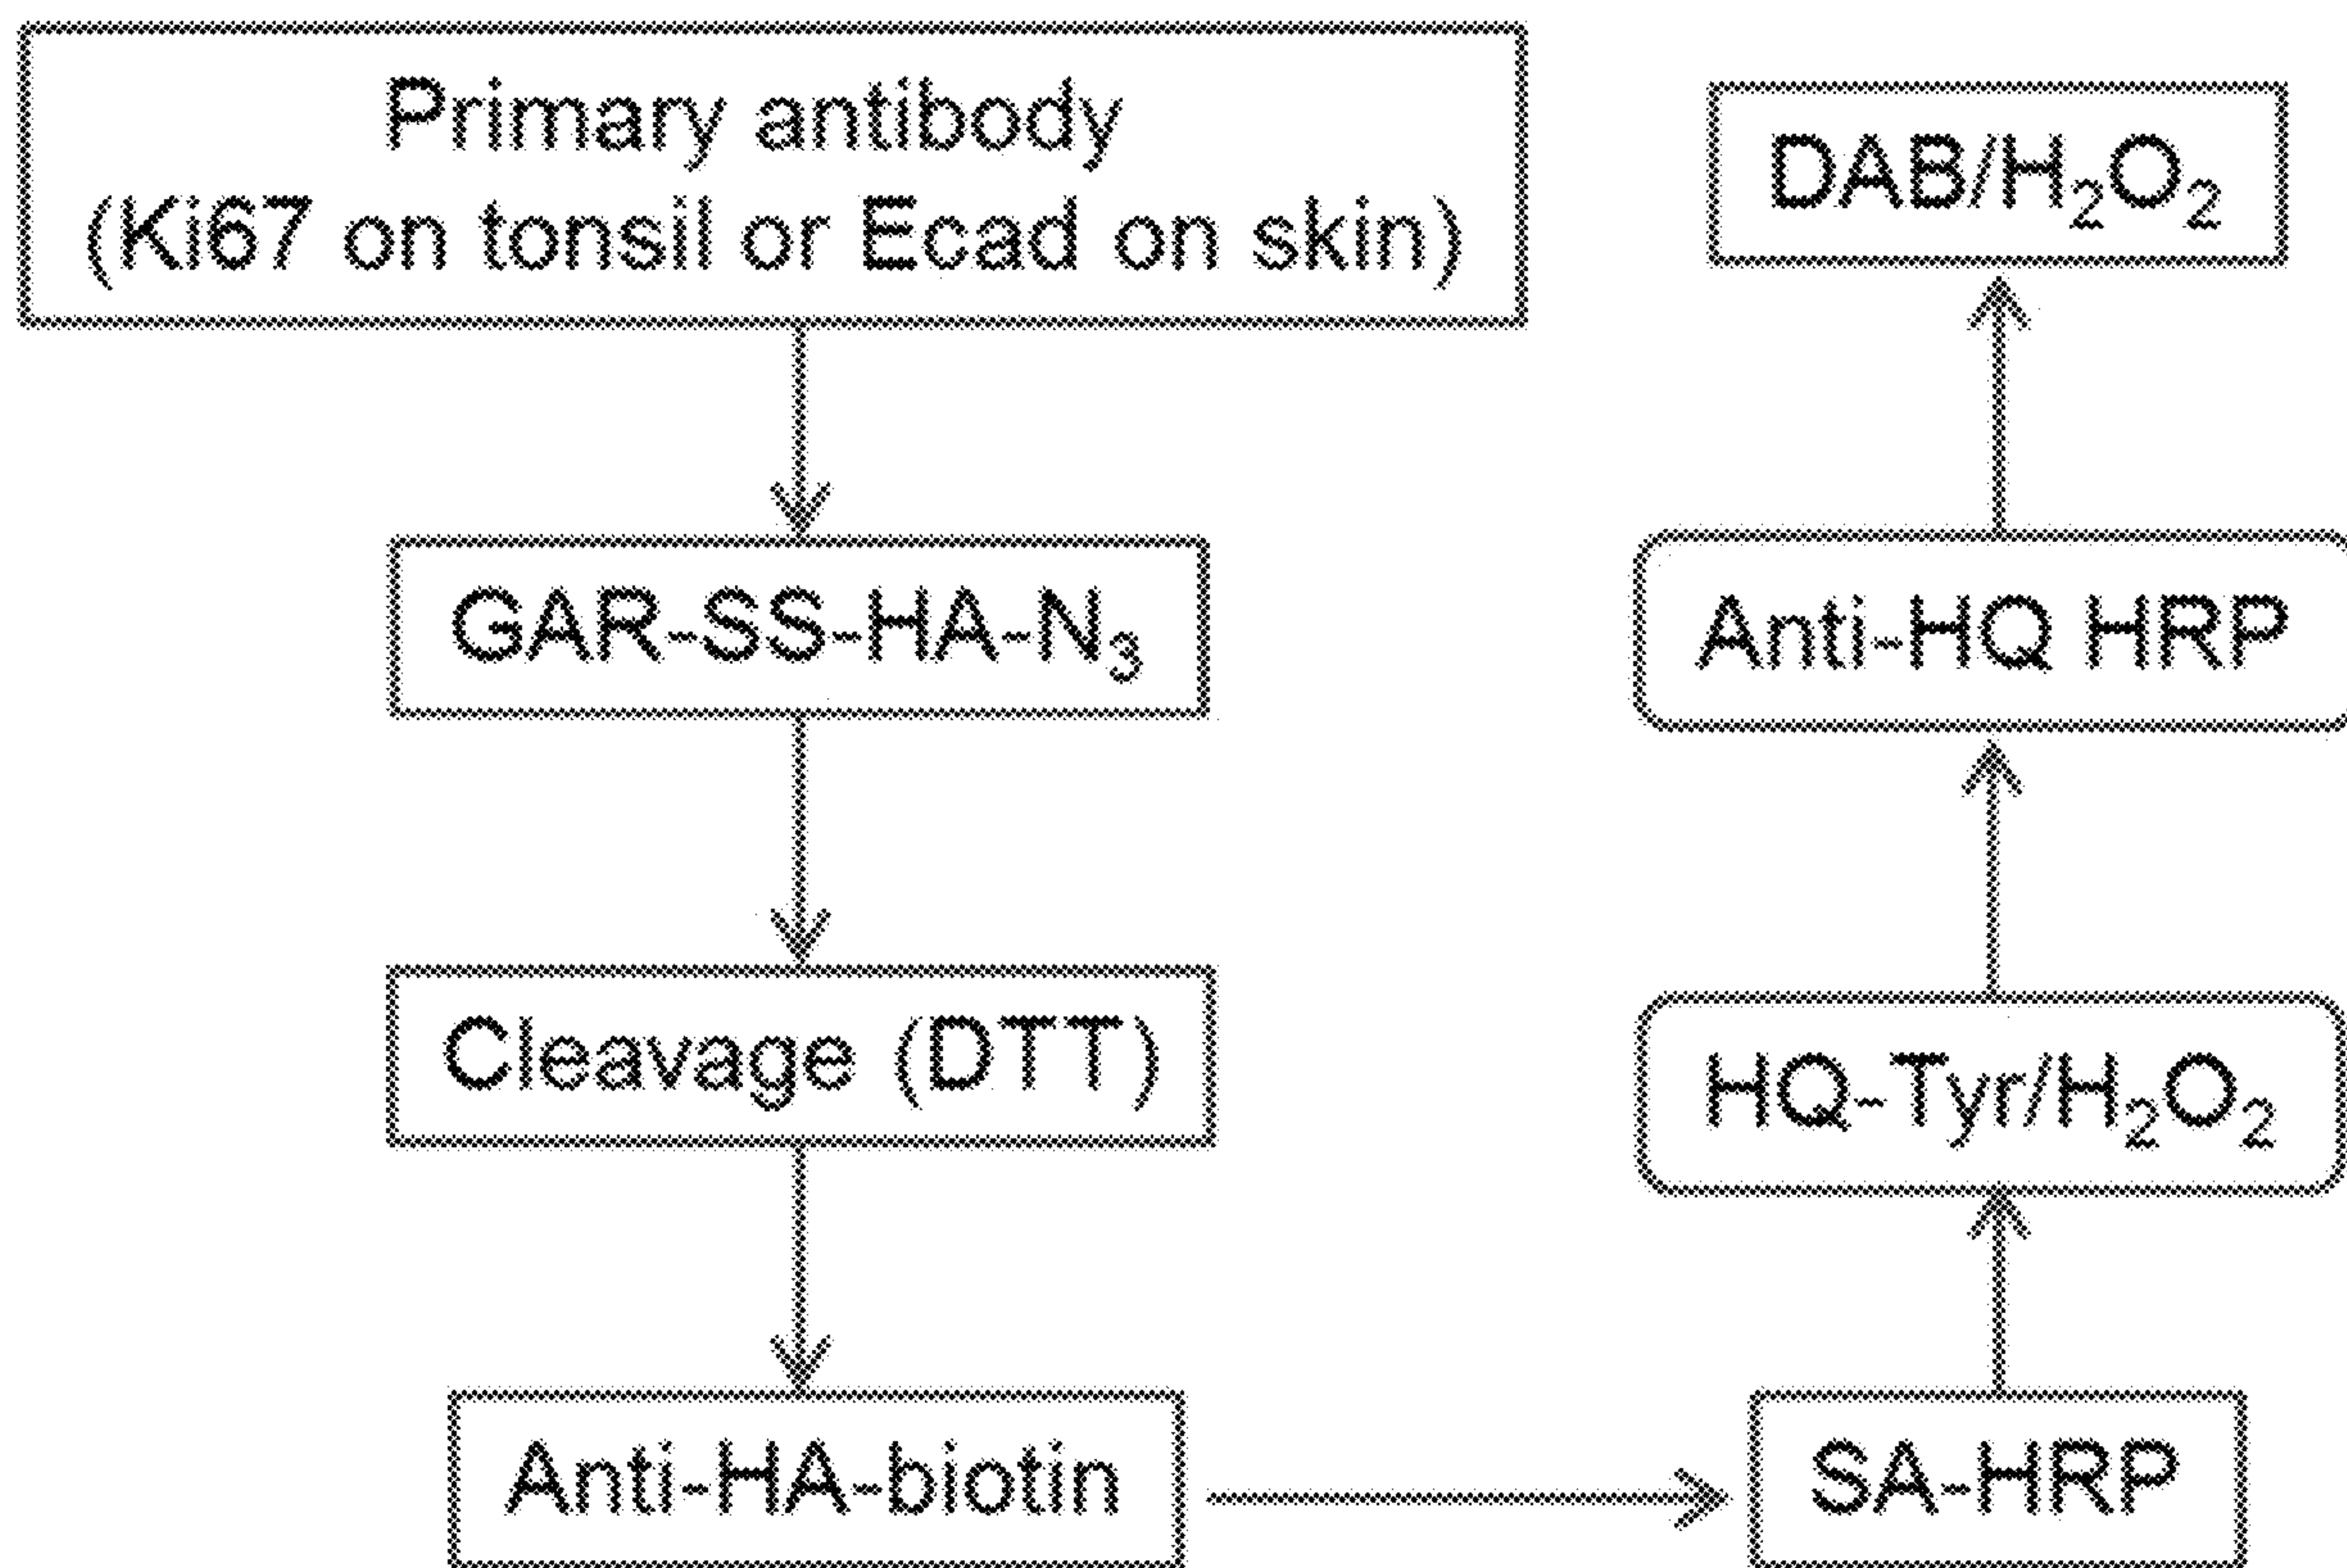 Primary antibody
(Ki67 on tonsil or Ecad on skin)
GAR-SS-HA-N₃
Cleavage (DTT)
Anti-HA-biotin
SA-HRP
HQ-Tyr/H₂O₂
Anti-HQ HRP
DAB/H₂O₂